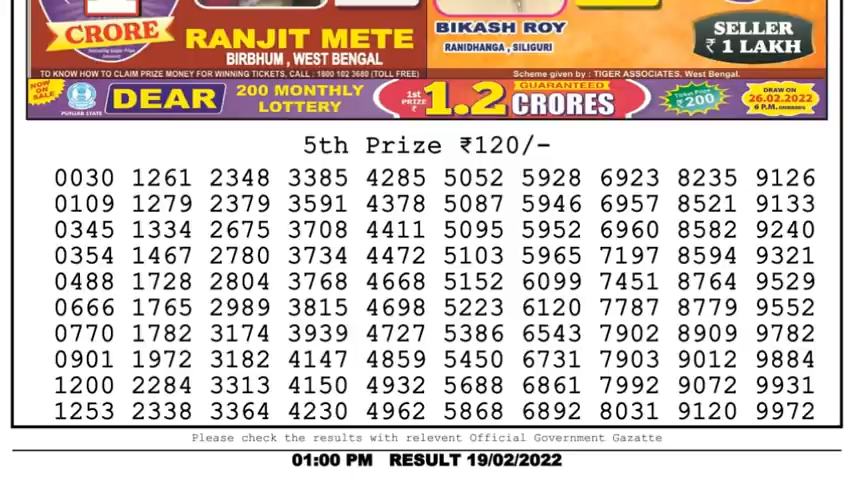 1
CRORE
RANJIT METE
BIRBHUM , WEST BENGAL
BIKASH ROY
RANIDHANGA , SILIGURI
SELLER
₹ 1 LAKH
TO KNOW HOW TO CLAIM PRIZE MONEY FOR WINNING TICKETS, CALL : 1800 102 3680 (TOLL FREE)
Scheme given by : TIGER ASSOCIATES. West Bengal.
NOW ON SALE
PUNJAB STATE
DEAR
200 MONTHLY
LOTTERY
1st
PRIZE
₹
1.2
GUARANTEED
CRORES
Ticket Price
₹200
DRAW ON
26.02.2022
6 P.M. ONWARDS
5th Prize ₹120/-
0030 1261 2348 3385 4285 5052 5928 6923 8235 9126
0109 1279 2379 3591 4378 5087 5946 6957 8521 9133
0345 1334 2675 3708 4411 5095 5952 6960 8582 9240
0354 1467 2780 3734 4472 5103 5965 7197 8594 9321
0488 1728 2804 3768 4668 5152 6099 7451 8764 9529
0666 1765 2989 3815 4698 5223 6120 7787 8779 9552
0770 1782 3174 3939 4727 5386 6543 7902 8909 9782
0901 1972 3182 4147 4859 5450 6731 7903 9012 9884
1200 2284 3313 4150 4932 5688 6861 7992 9072 9931
1253 2338 3364 4230 4962 5868 6892 8031 9120 9972
Please check the results with relevent Official Government Gazatte
01:00 PM RESULT 19/02/2022